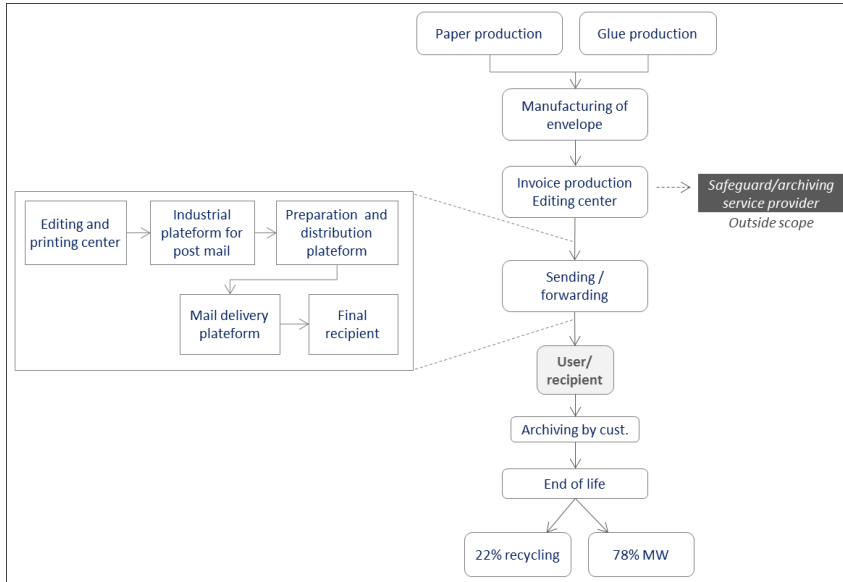 Paper production
Glue production
Manufacturing of
envelope
Invoice production
Editing center
Safeguard/archiving
service provider
Outside scope
Editing and
printing center
Industrial
plateform for
post mail
Preparation and
distribution
plateform
Mail delivery
plateform
Final
recipient
Sending /
forwarding
User/
recipient
Archiving by cust.
End of life
22% recycling
78% MW